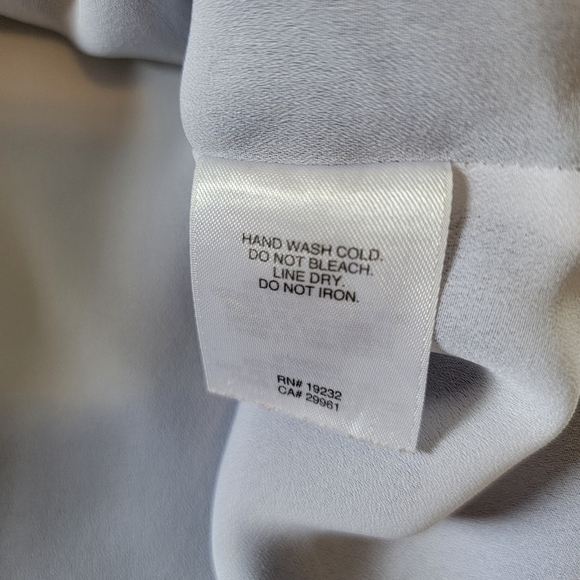 HAND WASH COLD.
DO NOT BLEACH.
LINE DRY.
DO NOT IRON.
RN# 19232
CA# 29961